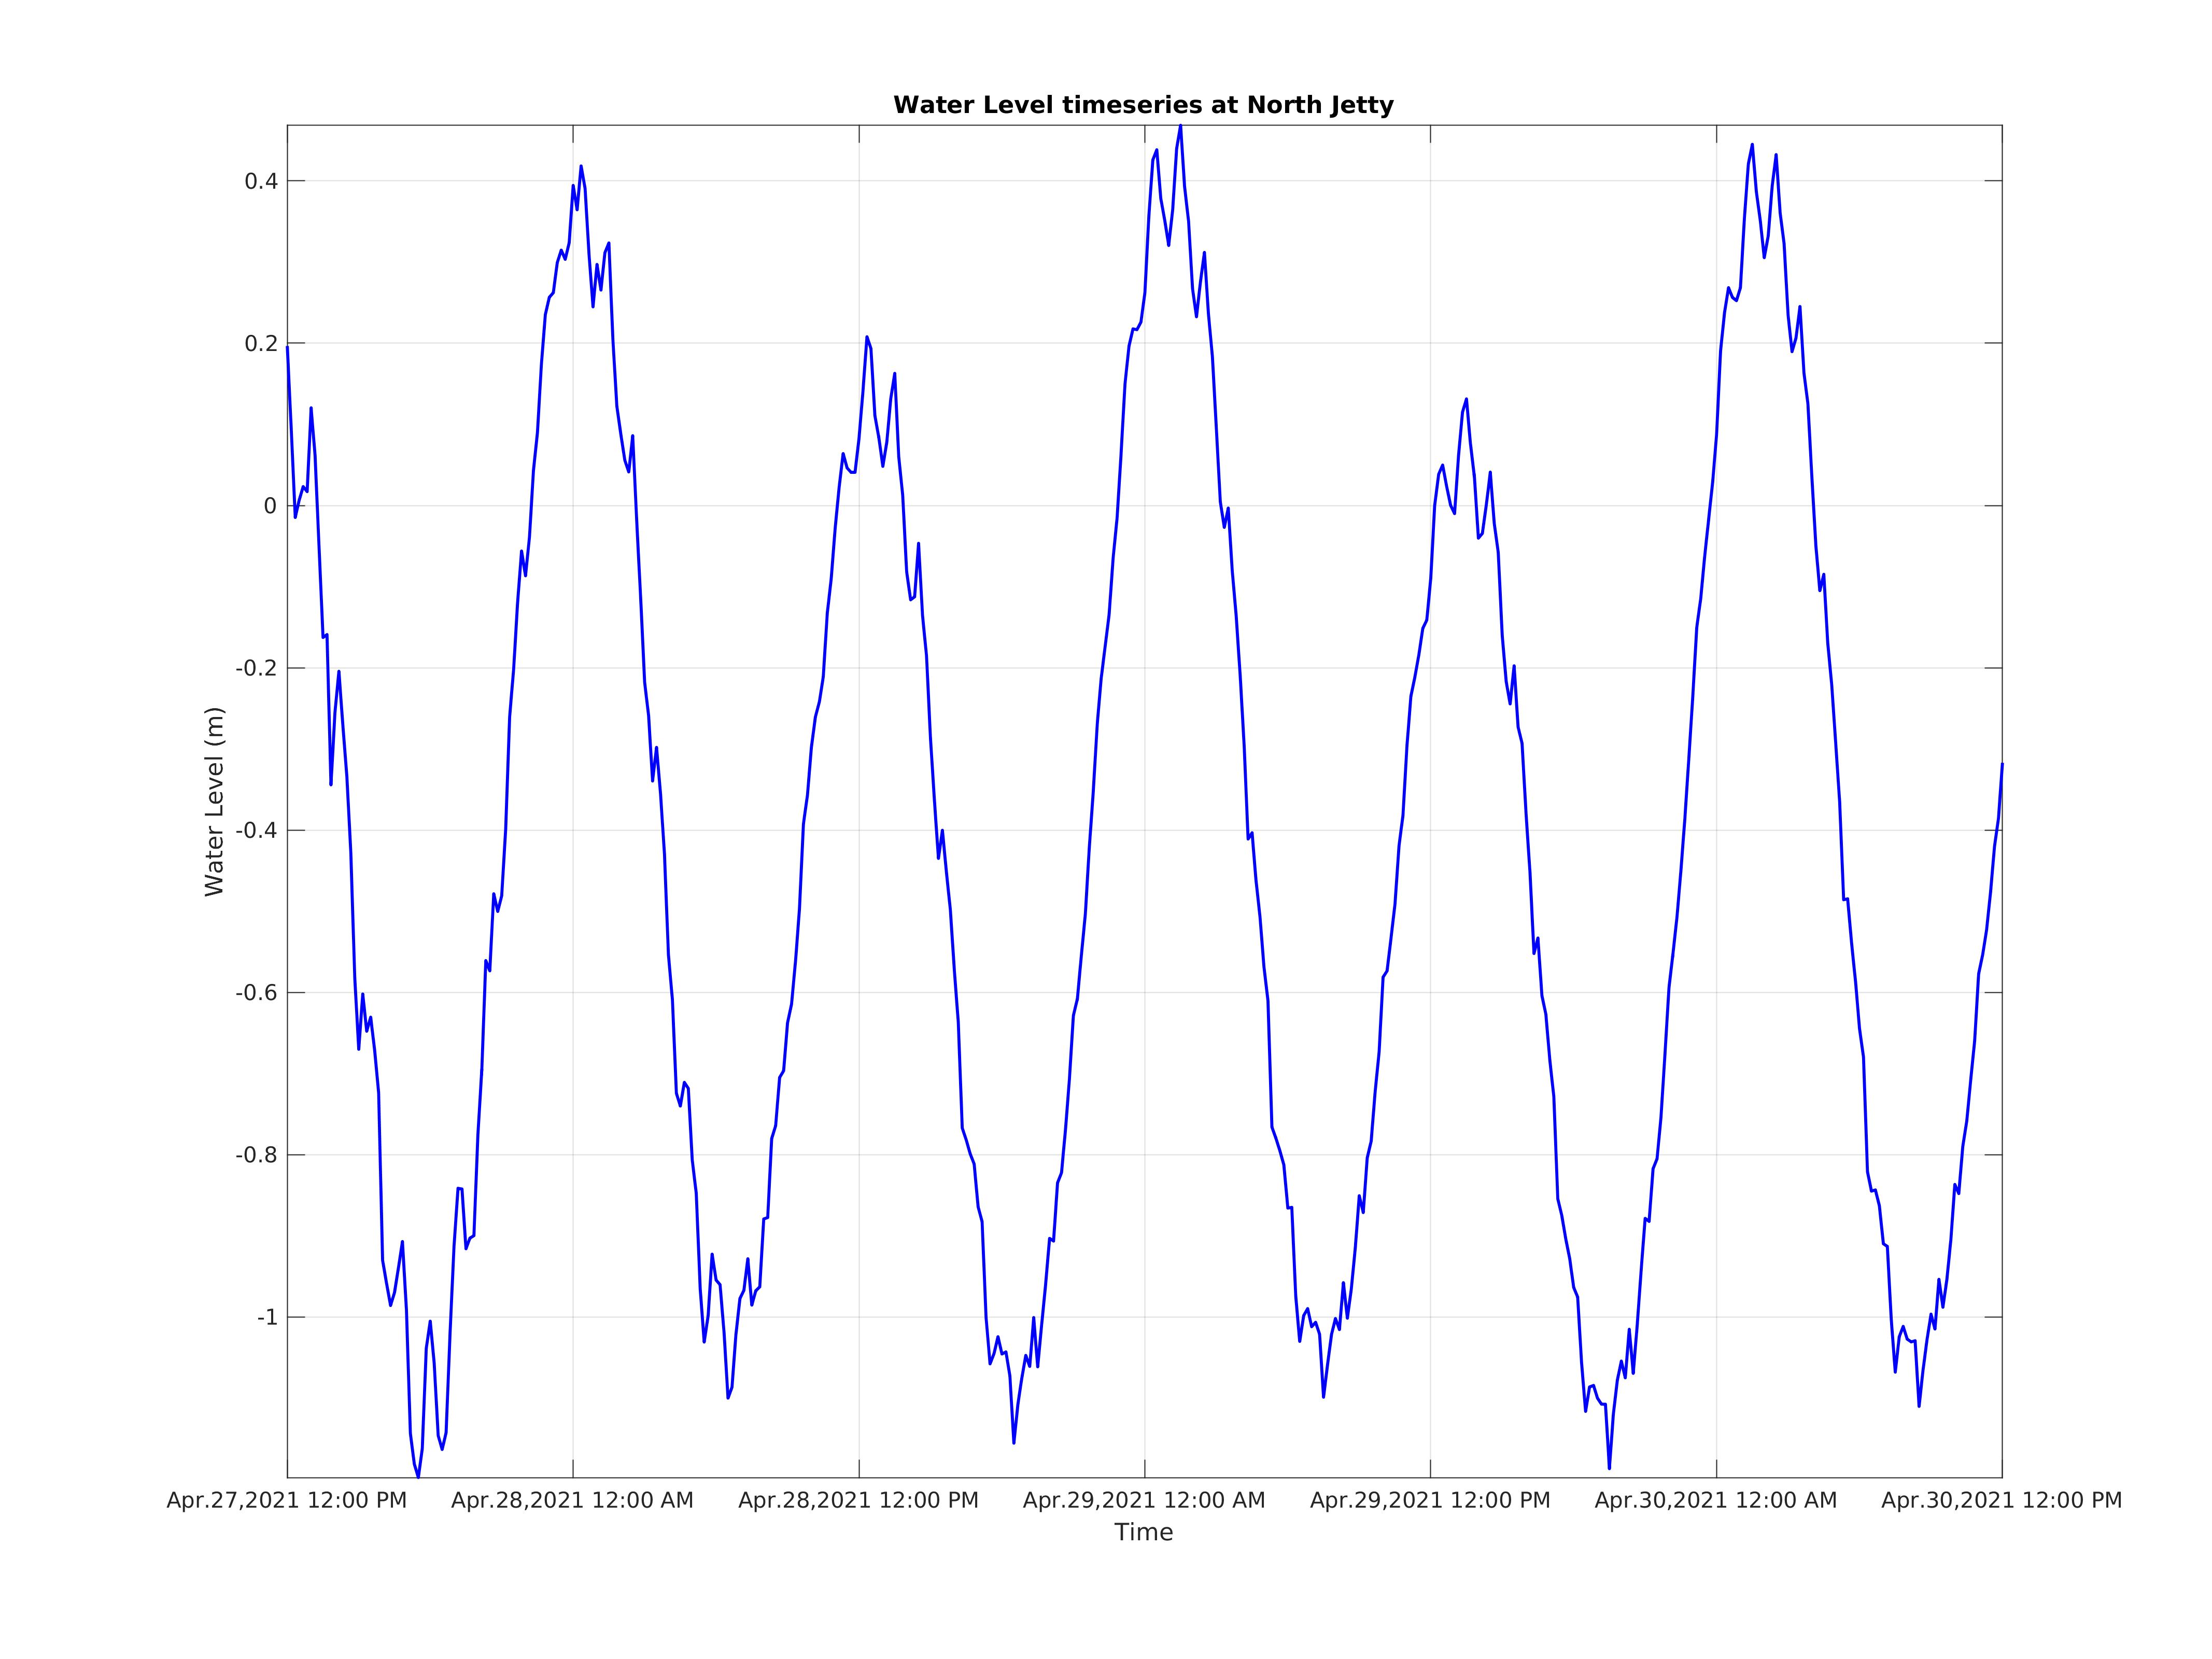 Water Level timeseries at North Jetty
0.4
0.2
0
-0.2
-0.4
-0.6
-0.8
-1
Water Level (m)
Apr.27,2021 12:00 PM Apr.28,2021 12:00 AM Apr.28,2021 12:00 PM Apr.29,2021 12:00 AM Apr.29,2021 12:00 PM Apr.30,2021 12:00 AM Apr.30,2021 12:00 PM
Time